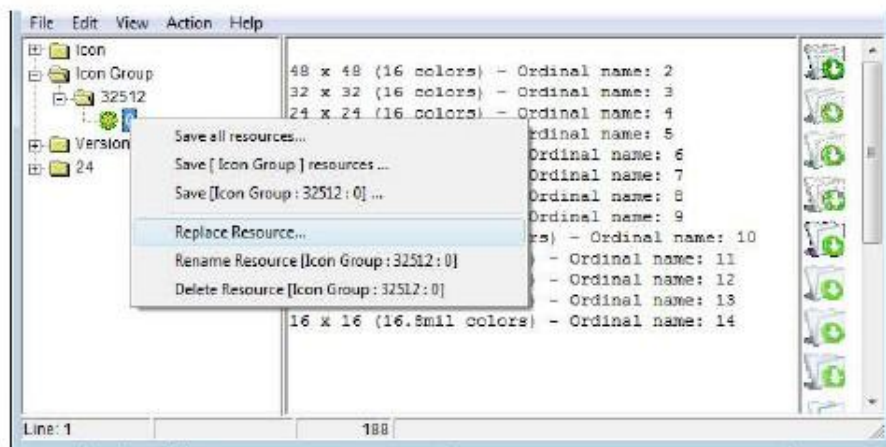 File Edit View Action Help
Icon
Icon Group
32512
Version
24
Save all resources...
Save [ Icon Group ] resources ...
Save [Icon Group : 32512 : 0] ...
Replace Resource...
Rename Resource [Icon Group : 32512 : 0]
Delete Resource [Icon Group : 32512 : 0]
48 x 48 (16 colors) - Ordinal name: 2
32 x 32 (16 colors) - Ordinal name: 3
24 x 24 (16 colors) - Ordinal name: 4
rdinal name: 5
Ordinal name: 6
Ordinal name: 7
Ordinal name: 8
Ordinal name: 9
rs) - Ordinal name: 10
) - Ordinal name: 11
) - Ordinal name: 12
) - Ordinal name: 13
16 x 16 (16.8mil colors) - Ordinal name: 14
Line: 1 188